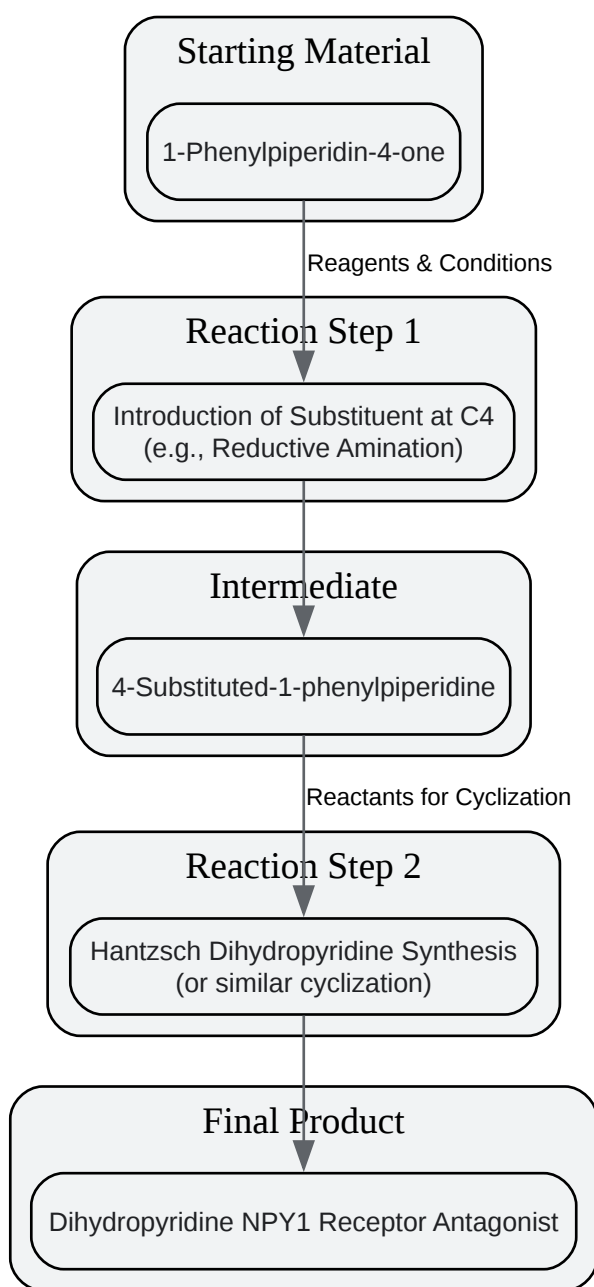 Starting Material
1-Phenylpiperidin-4-one
Reagents & Conditions
Reaction Step 1
Introduction of Substituent at C4
(e.g., Reductive Amination)
Intermediate
4-Substituted-1-phenylpiperidine
Reactants for Cyclization
Reaction Step 2
Hantzsch Dihydropyridine Synthesis
(or similar cyclization)
Final Product
Dihydropyridine NPY1 Receptor Antagonist